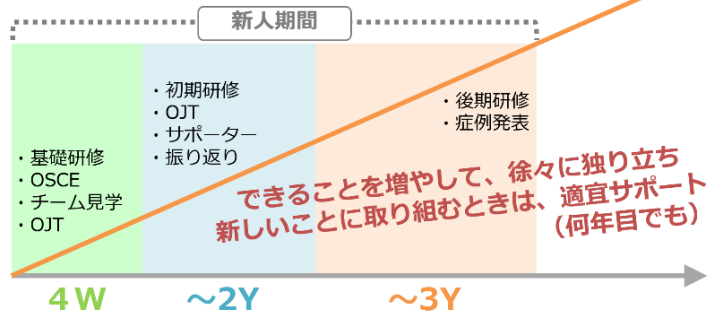 新人期間
・基礎研修
・OSCE
・チーム見学
・OJT
・初期研修
・OJT
・サポーター
・振り返り
・後期研修
・症例発表
できることを増やして、徐々に独り立ち
新しいことに取り組むときは、適宜サポート
（何年目でも）
４W
～2Y
～3Y